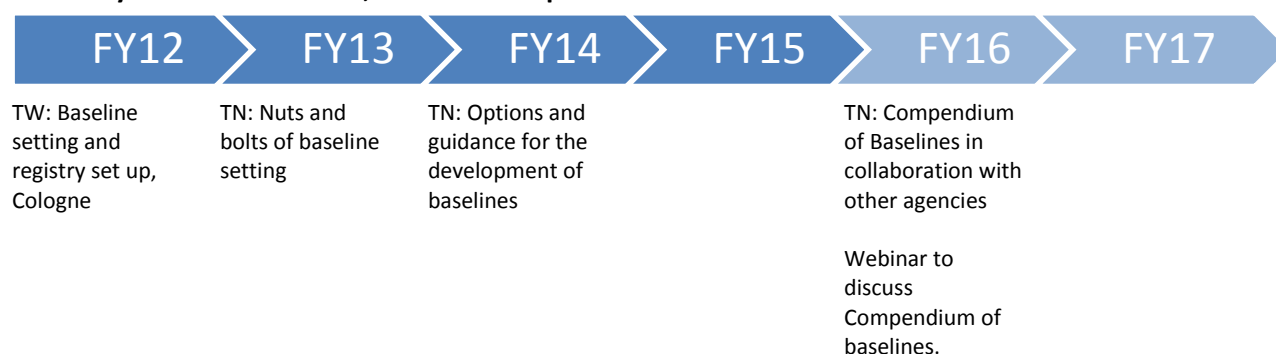 FY12 FY13 FY14 FY15 FY16 FY17
TW: Baseline
setting and
registry set up,
Cologne
TN: Nuts and
bolts of baseline
setting
TN: Options and
guidance for the
development of
baselines
TN: Compendium
of Baselines in
collaboration with
other agencies
Webinar to
discuss
Compendium of
baselines.